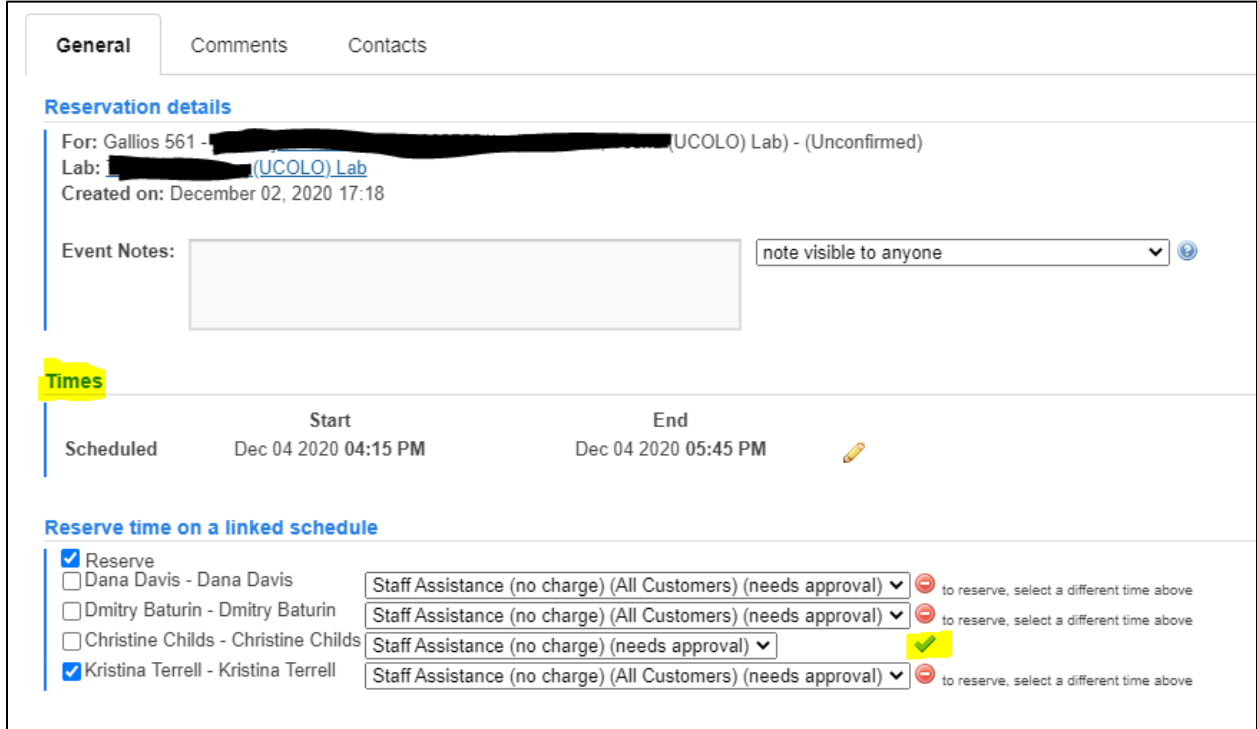 General Comments Contacts
Reservation details
For: Gallios 561 - (UCOLO) Lab) - (Unconfirmed)
Lab: (UCOLO) Lab
Created on: December 02, 2020 17:18
Event Notes: note visible to anyone
Times
Start End
Scheduled Dec 04 2020 04:15 PM Dec 04 2020 05:45 PM
Reserve time on a linked schedule
Reserve
Dana Davis - Dana Davis Staff Assistance (no charge) (All Customers) (needs approval) to reserve, select a different time above
Dmitry Baturin - Dmitry Baturin Staff Assistance (no charge) (All Customers) (needs approval) to reserve, select a different time above
Christine Childs - Christine Childs Staff Assistance (no charge) (needs approval)
Kristina Terrell - Kristina Terrell Staff Assistance (no charge) (All Customers) (needs approval) to reserve, select a different time above